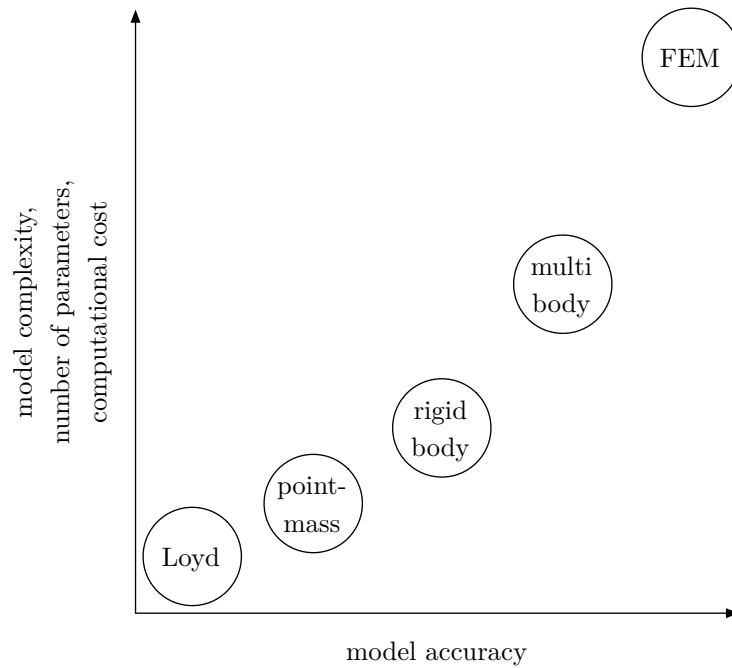 FEM
model complexity,
number of parameters,
computational cost
multi
body
rigid
body
point-
mass
Loyd
model accuracy